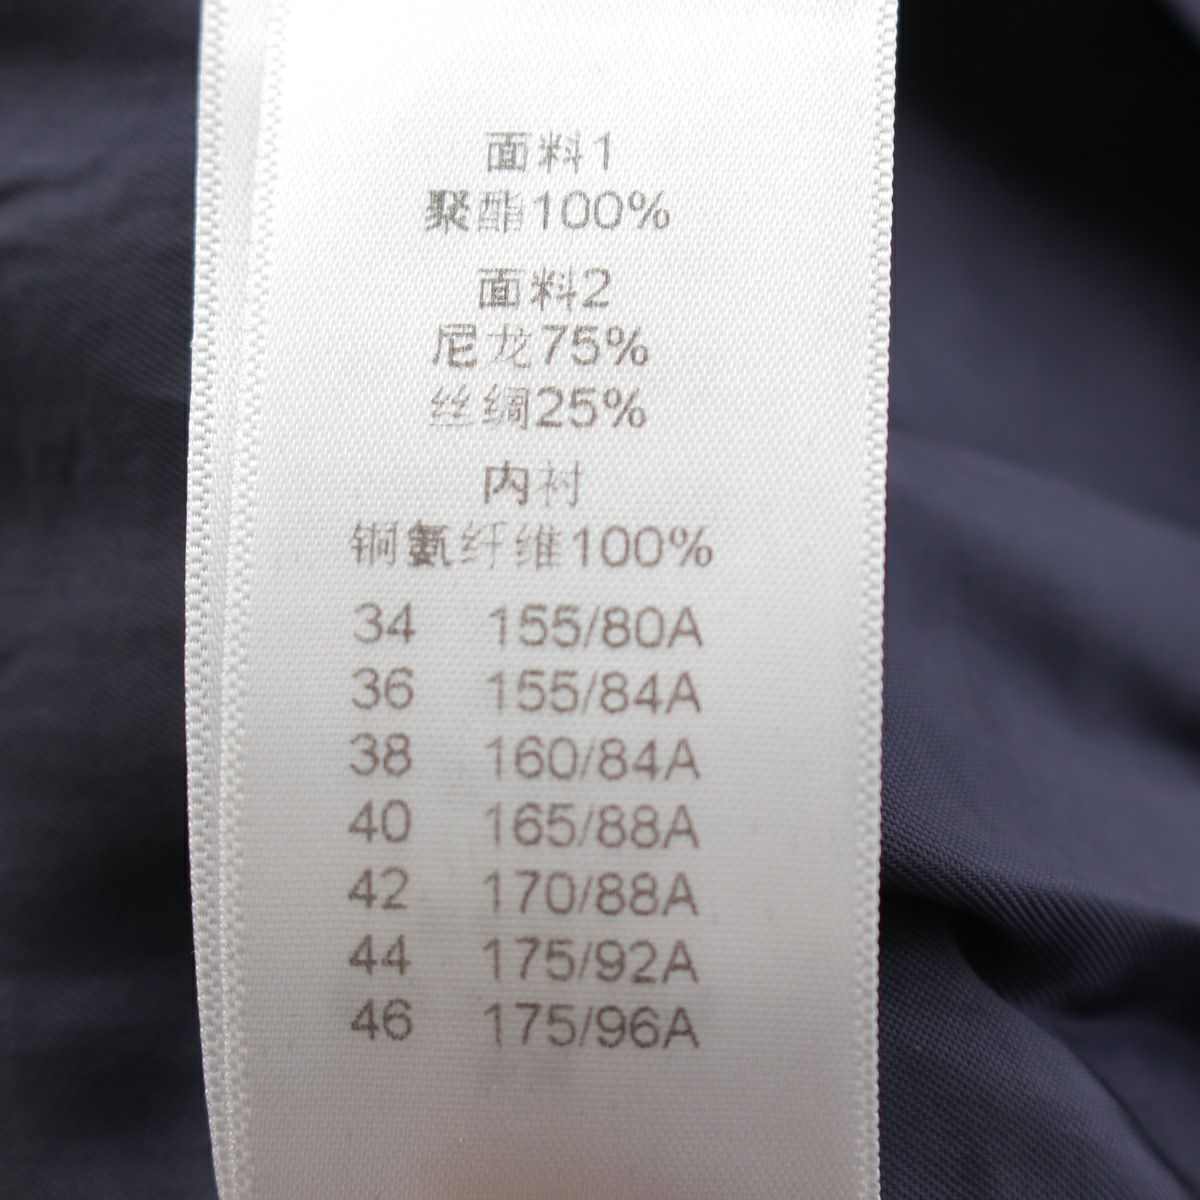 面料1
聚酯100%
面料2
尼龙75%
丝绸25%
内衬
铜氨纤维100%
34 155/80A
36 155/84A
38 160/84A
40 165/88A
42 170/88A
44 175/92A
46 175/96A